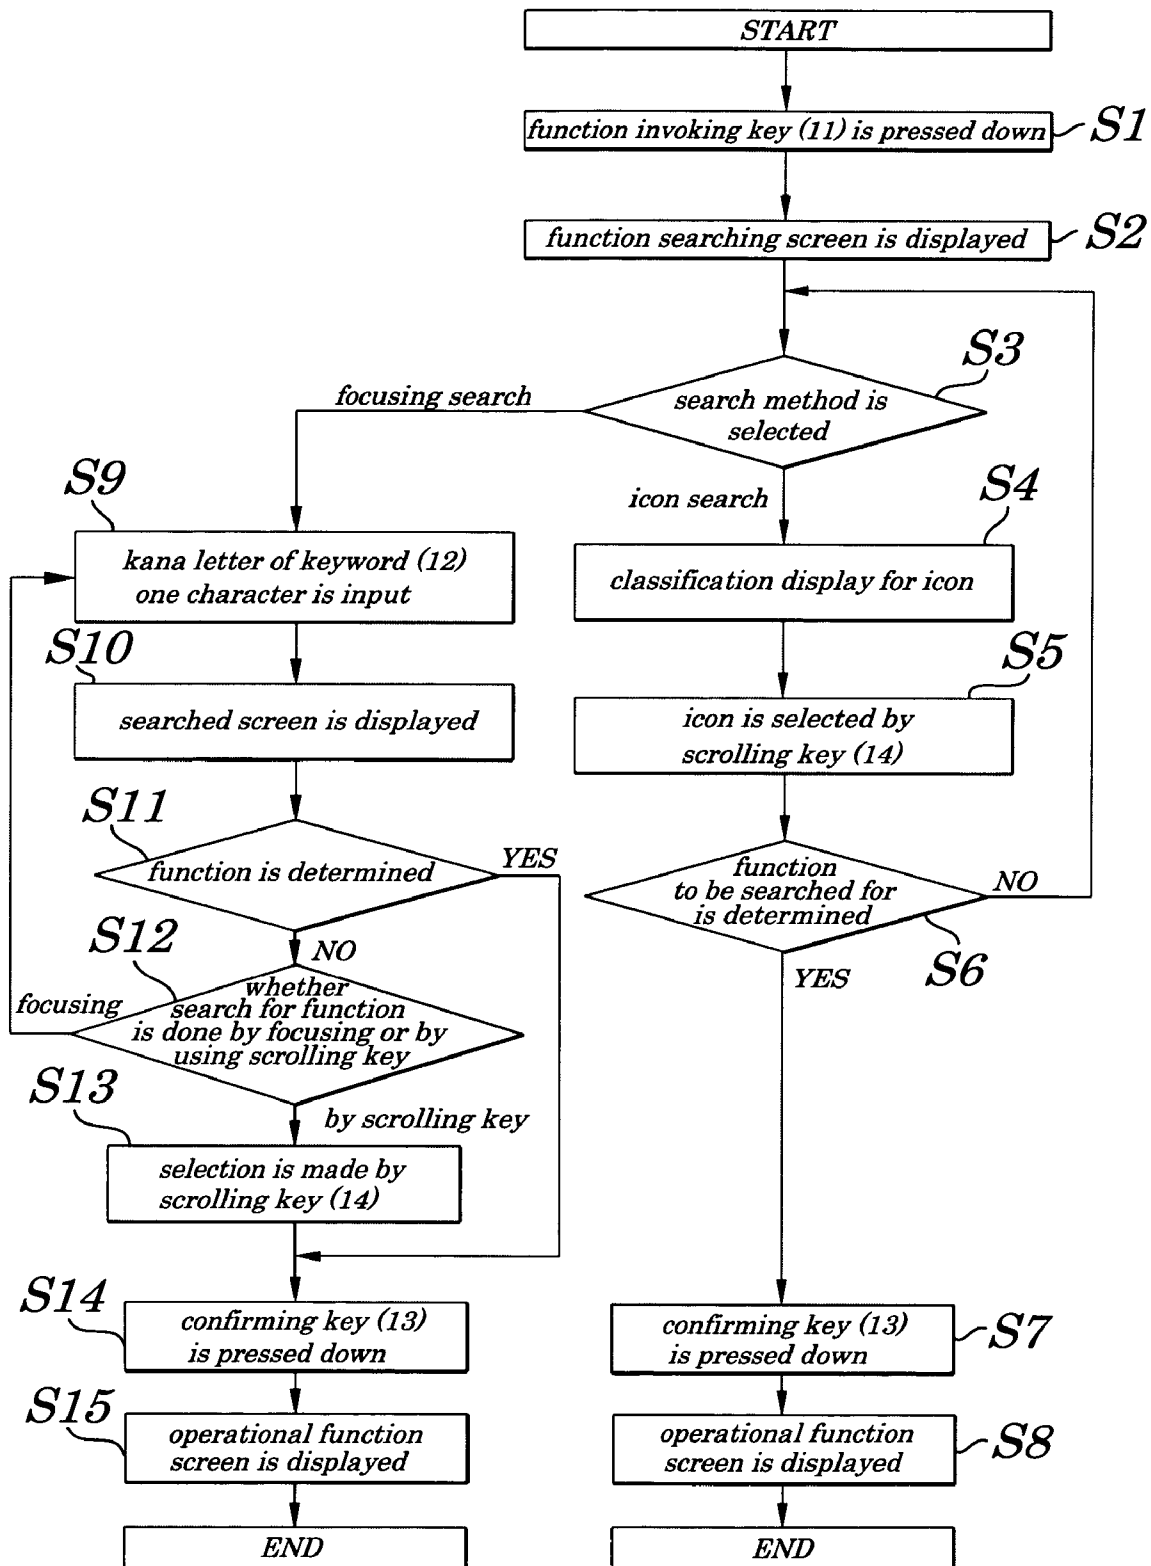 START
function invoking key (11) is pressed down
S1
function searching screen is displayed
S2
S3
search method is
selected
focusing search
icon search
S4
classification display for icon
S5
icon is selected by
scrolling key (14)
function
to be searched for
is determined
NO
S6
YES
confirming key (13)
is pressed down
S7
operational function
screen is displayed
S8
END
S9
kana letter of keyword (12)
one character is input
S10
searched screen is displayed
S11
function is determined
YES
NO
S12
whether
search for function
is done by focusing or by
using scrolling key
focusing
by scrolling key
S13
selection is made by
scrolling key (14)
S14
confirming key (13)
is pressed down
S15
operational function
screen is displayed
END